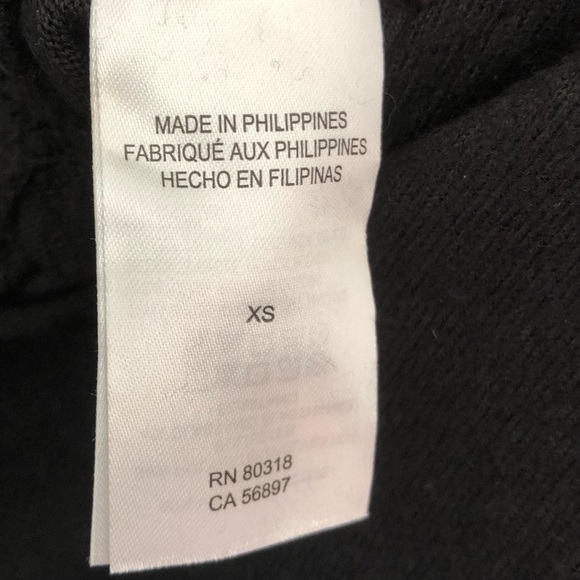 MADE IN PHILIPPINES
FABRIQUÉ AUX PHILIPPINES
HECHO EN FILIPINAS
XS
RN 80318
CA 56897